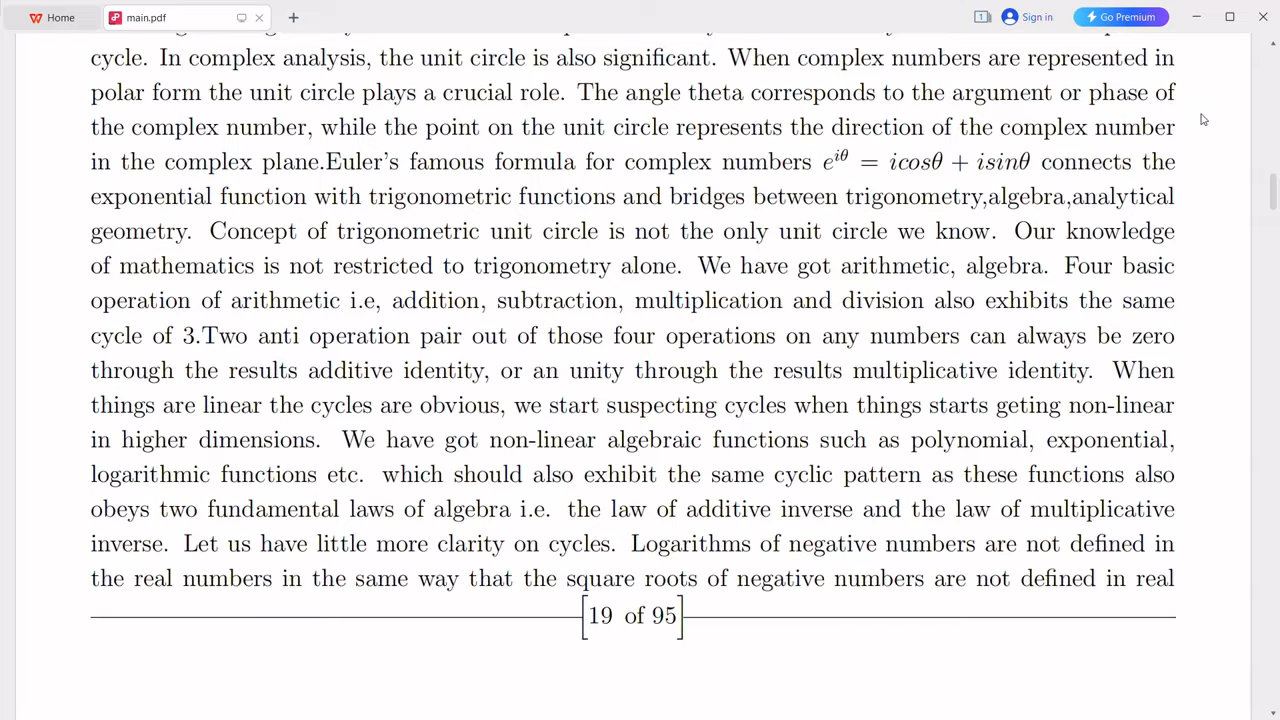 Home
main.pdf
Sign in
Go Premium
cycle. In complex analysis, the unit circle is also significant. When complex numbers are represented in
polar form the unit circle plays a crucial role. The angle theta corresponds to the argument or phase of
the complex number, while the point on the unit circle represents the direction of the complex number
in the complex plane.Euler's famous formula for complex numbers e^{iθ} = icosθ + isinθ connects the
exponential function with trigonometric functions and bridges between trigonometry,algebra,analytical
geometry. Concept of trigonometric unit circle is not the only unit circle we know. Our knowledge
of mathematics is not restricted to trigonometry alone. We have got arithmetic, algebra. Four basic
operation of arithmetic i.e, addition, subtraction, multiplication and division also exhibits the same
cycle of 3.Two anti operation pair out of those four operations on any numbers can always be zero
through the results additive identity, or an unity through the results multiplicative identity. When
things are linear the cycles are obvious, we start suspecting cycles when things starts geting non-linear
in higher dimensions. We have got non-linear algebraic functions such as polynomial, exponential,
logarithmic functions etc. which should also exhibit the same cyclic pattern as these functions also
obeys two fundamental laws of algebra i.e. the law of additive inverse and the law of multiplicative
inverse. Let us have little more clarity on cycles. Logarithms of negative numbers are not defined in
the real numbers in the same way that the square roots of negative numbers are not defined in real
[19 of 95]